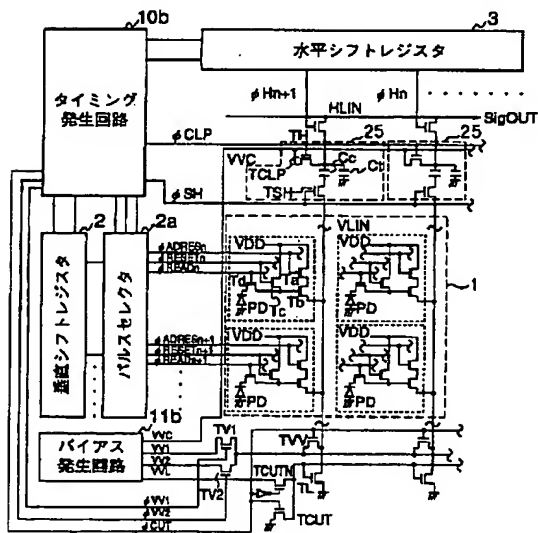 10b
3
水平シフトレジスタ
タイミング
発生回路
φHn+1
HLIN
φHn
SigOUT
TH
25
25
φCLP
VVC
TCLP
Cc
Ct
φSH
TSH
2
2a
VLIN
1
φADRESn
φRESETn
φREADn
VDD
VDD
Td
Ta
Tb
Tc
PD
PD
垂直シフトレジスタ
パルスセレクタ
φADRESn+1
φRESETn+1
φREADn+1
VDD
VDD
PD
PD
11b
バイアス
発生回路
VVC
VV1
VV2
VVL
TV1
TVV
TV2
TCUTN
TL
φVV1
φVV2
φCUT
TCUT